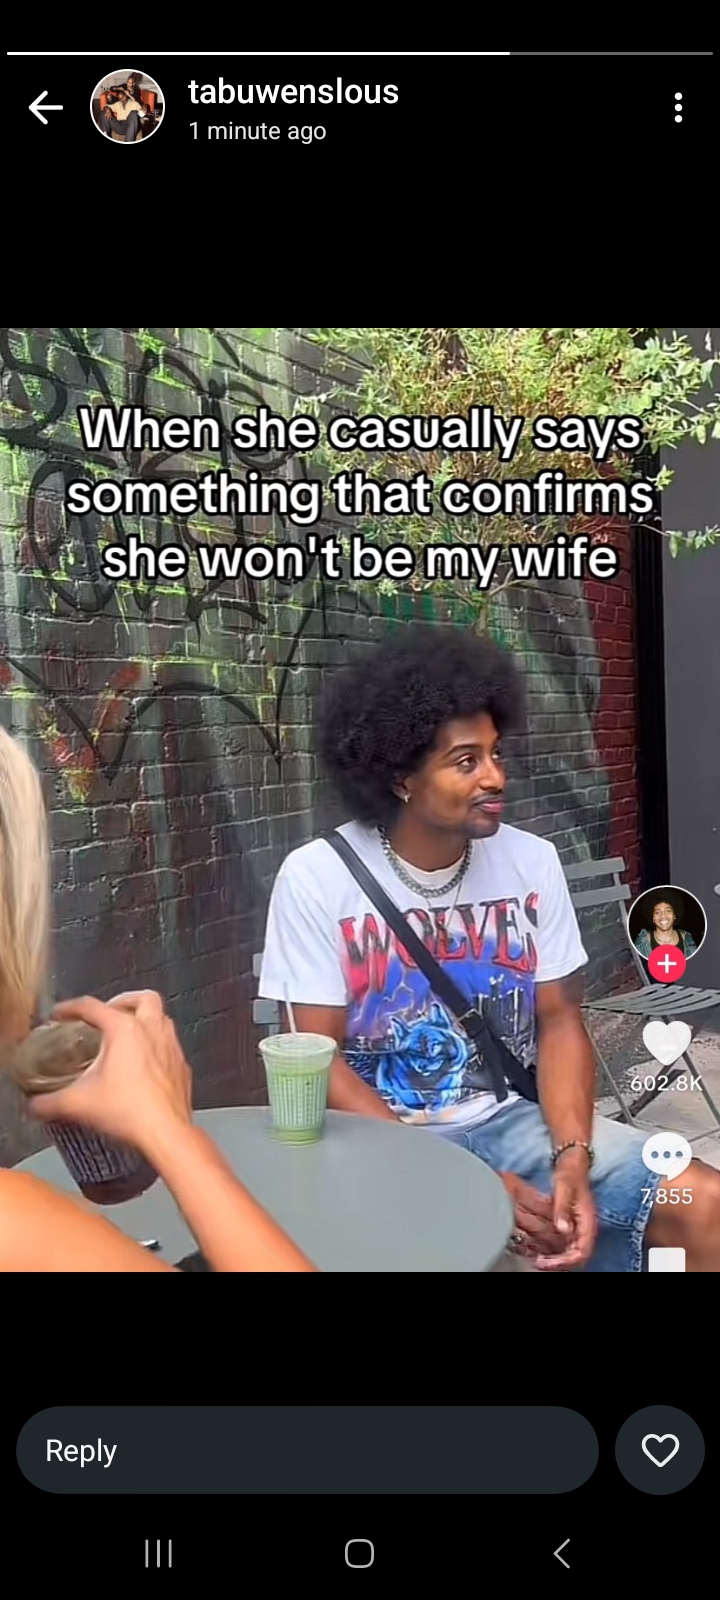 tabuwenslous
1 minute ago
When she casually says
something that confirms
she won't be my wife
WOLVES
602.8K
7,855
Reply